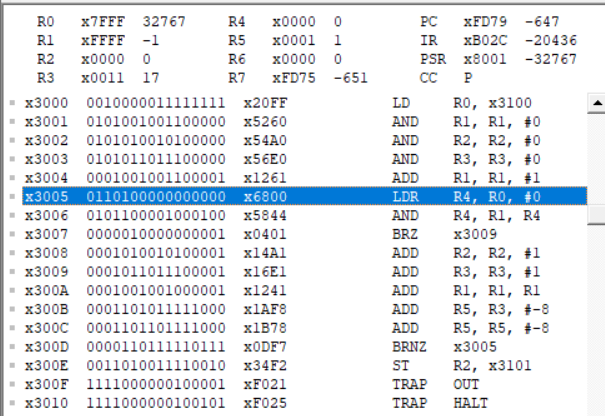 R0 x7FFF 32767 R4 x0000 0 PC xFD79 -647
R1 xFFFF -1 R5 x0001 1 IR xB02C -20436
R2 x0000 0 R6 x0000 0 PSR x8001 -32767
R3 x0011 17 R7 xFD75 -651 CC P
x3000 0010000011111111 x20FF LD R0, x3100
x3001 0101001001100000 x5260 AND R1, R1, #0
x3002 0101010010100000 x54A0 AND R2, R2, #0
x3003 0101011011100000 x56E0 AND R3, R3, #0
x3004 0001001001100001 x1261 ADD R1, R1, #1
x3005 0110100000000000 x6800 LDR R4, R0, #0
x3006 0101100001000100 x5844 AND R4, R1, R4
x3007 0000010000000001 x0401 BRZ x3009
x3008 0001010010100001 x14A1 ADD R2, R2, #1
x3009 0001011011100001 x16E1 ADD R3, R3, #1
x300A 0001001001000001 x1241 ADD R1, R1, R1
x300B 0001101011111000 x1AF8 ADD R5, R3, #-8
x300C 0001101101111000 x1B78 ADD R5, R5, #-8
x300D 0000110111110111 x0DF7 BRNZ x3005
x300E 0011010011110010 x34F2 ST R2, x3101
x300F 1111000000100001 xF021 TRAP OUT
x3010 1111000000100101 xF025 TRAP HALT